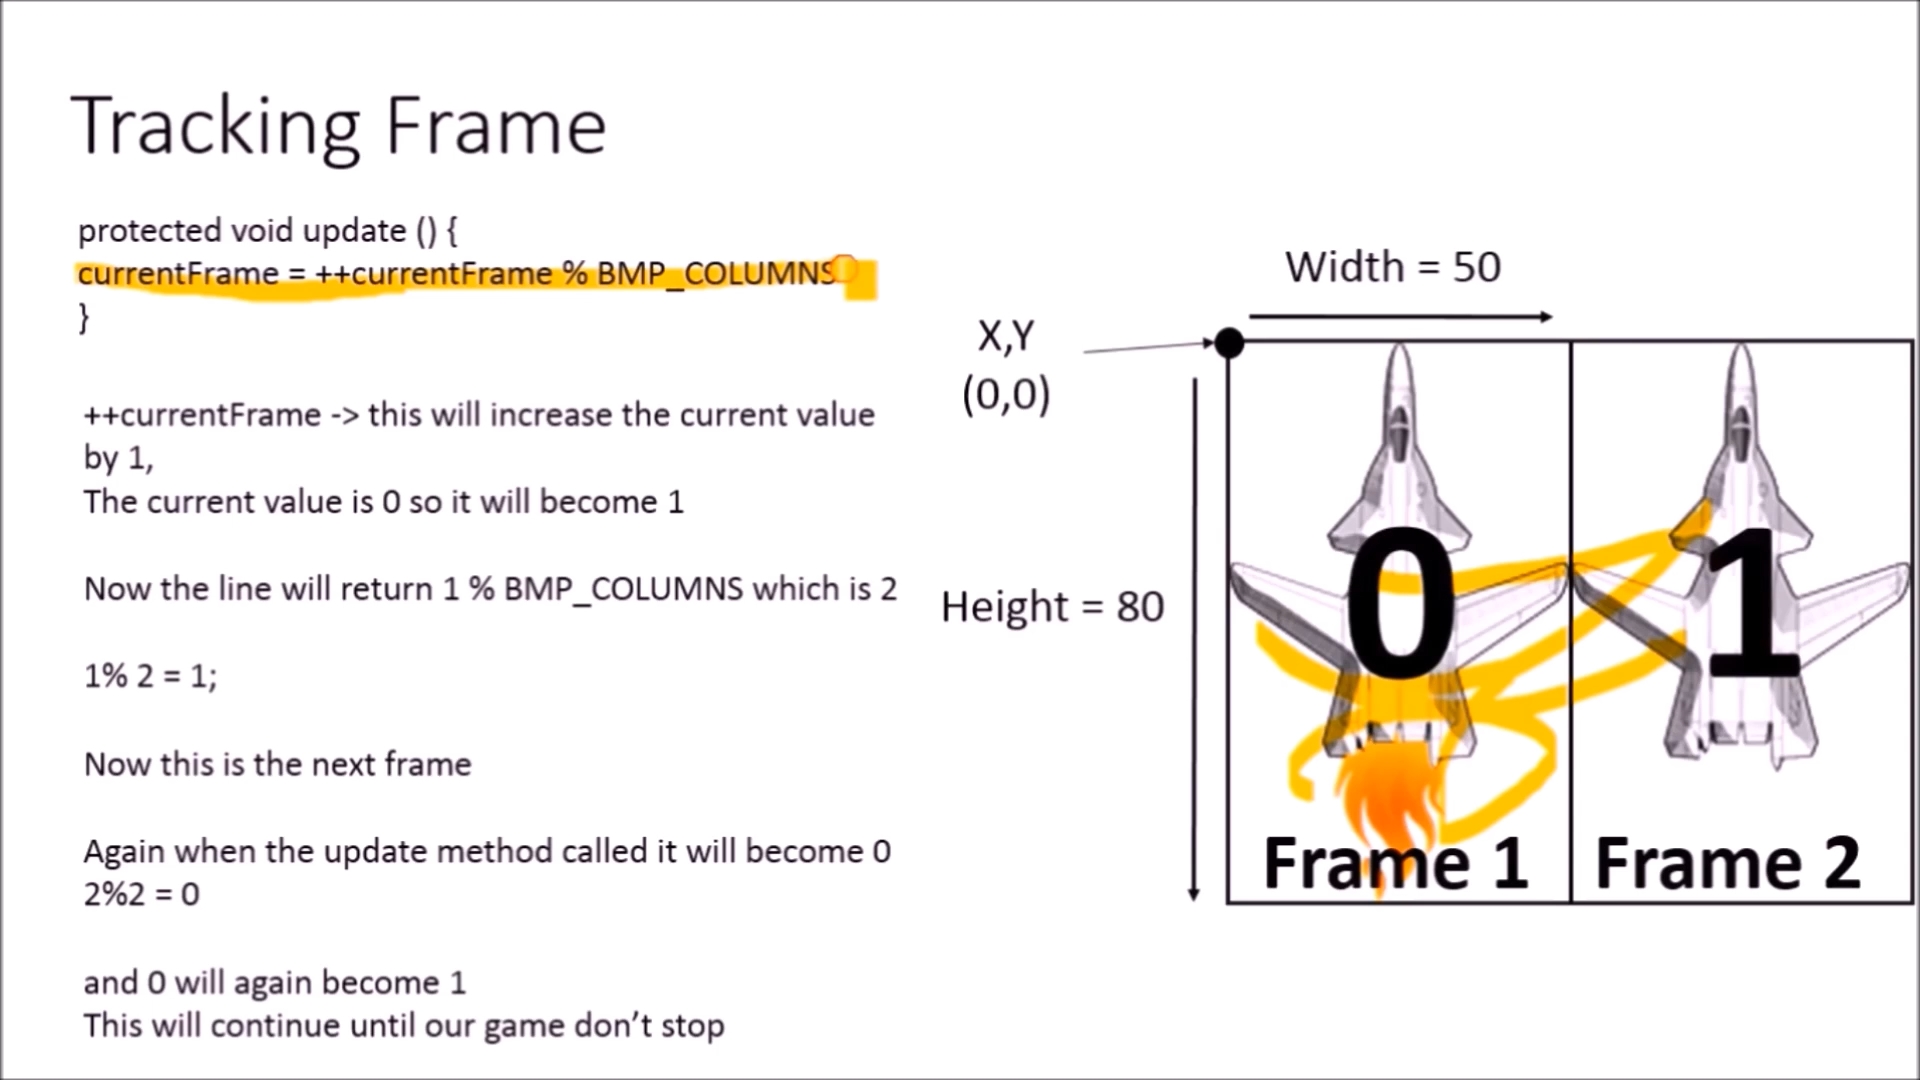 Tracking Frame
protected void update () {
currentFrame = ++currentFrame % BMP_COLUMNS
}
++currentFrame -> this will increase the current value
by 1,
The current value is 0 so it will become 1
Now the line will return 1 % BMP_COLUMNS which is 2
1% 2 = 1;
Now this is the next frame
Again when the update method called it will become 0
2%2 = 0
and 0 will again become 1
This will continue until our game don’t stop
Width = 50
X,Y
(0,0)
Height = 80
0
1
Frame 1
Frame 2